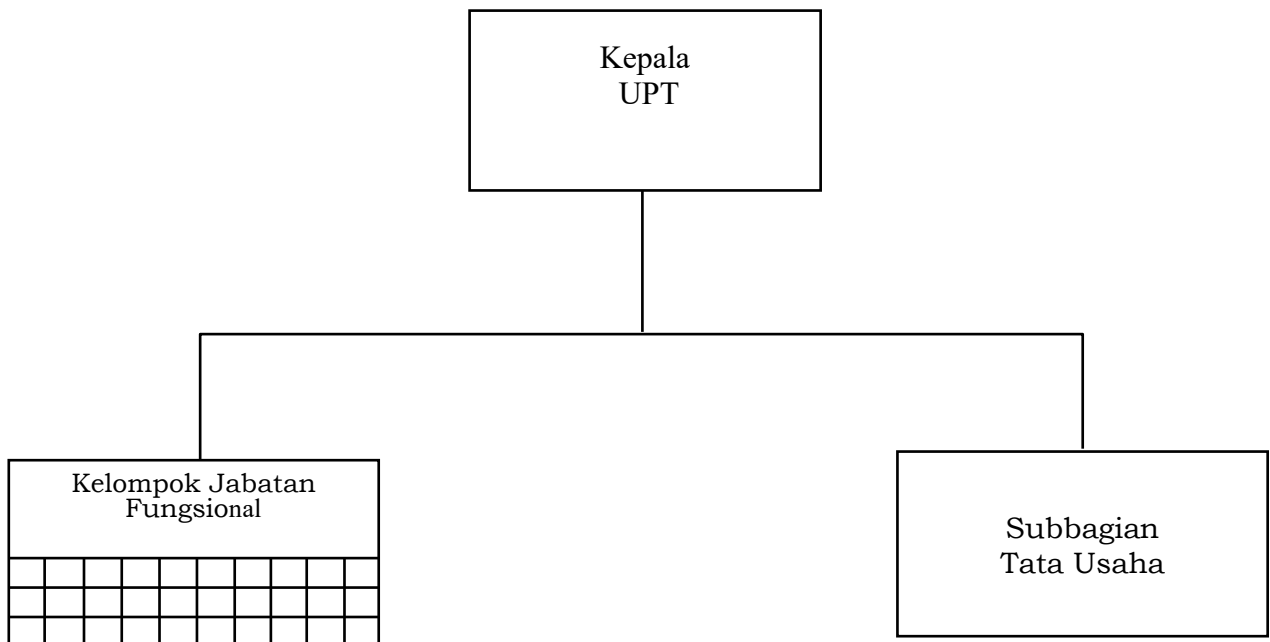 Kepala
UPT
Kelompok Jabatan
Fungsional
Subbagian
Tata Usaha